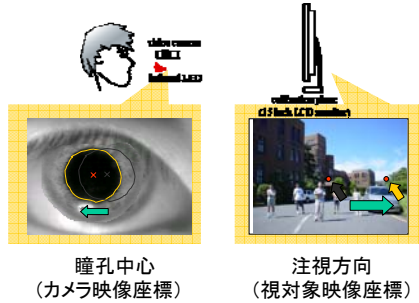 video camera
infrared LED
calibration plane
(15 inch LCD monitor)
瞳孔中心
(カメラ映像座標)
注視方向
(視対象映像座標)